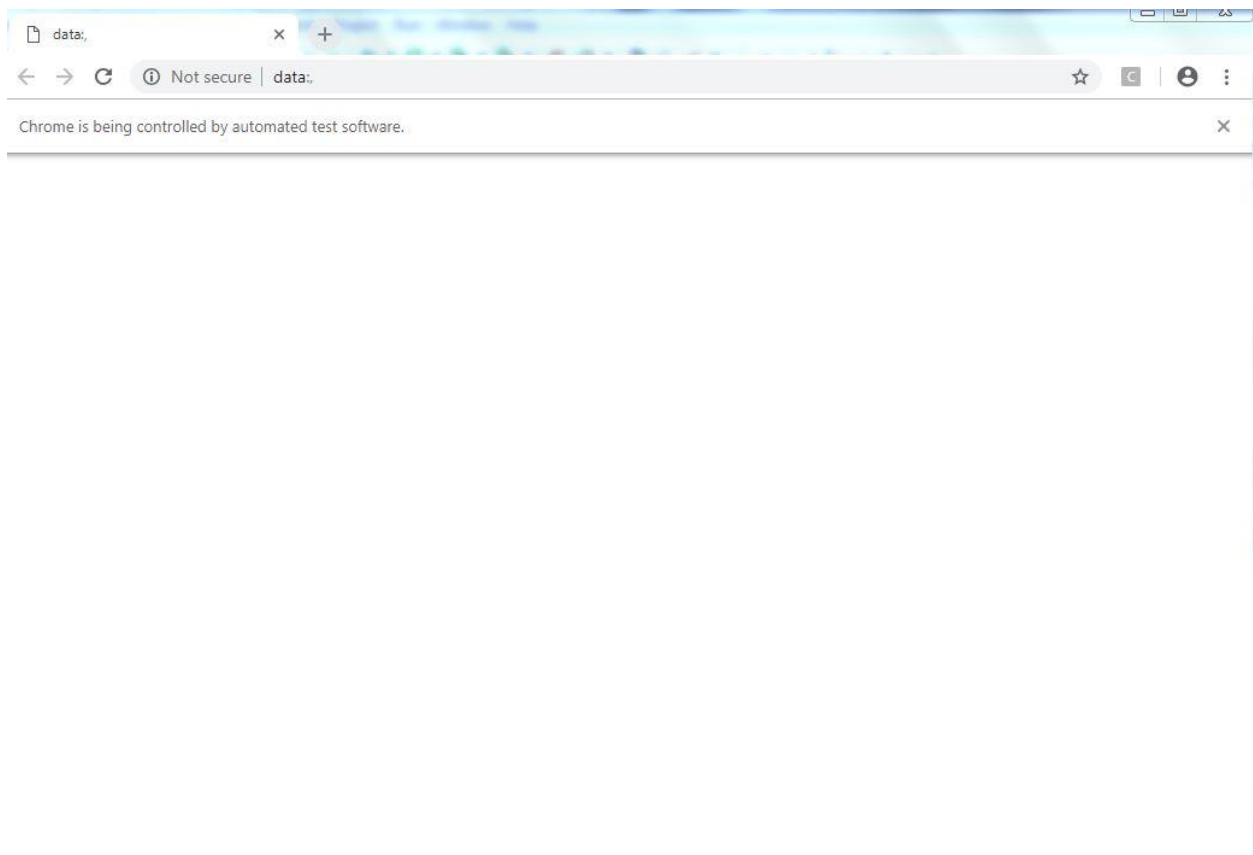 data:,
Not secure | data:,
C
Chrome is being controlled by automated test software.